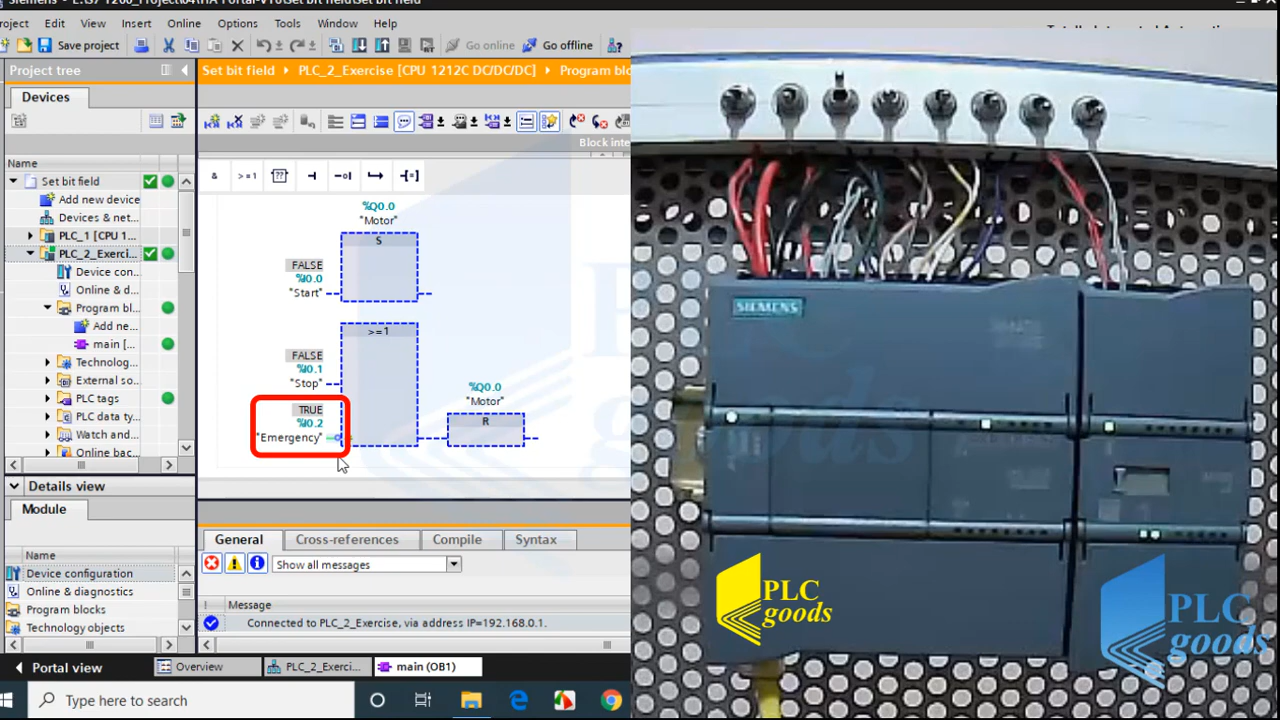 Siemens - E:\S7 1200_Project\04\TIA Portal-V16\Set bit field\Set bit field
roject Edit View Insert Online Options Tools Window Help
Save project
Go online Go offline
Project tree
Set bit field PLC_2_Exercise [CPU 1212C DC/DC/DC] Program blo
Devices
Block inte
Name
Set bit field
Add new device
Devices & net...
PLC_1 [CPU 1...
PLC_2_Exerci...
Device con...
Online & d...
Program bl...
Add ne...
main [...
Technolog...
External so...
PLC tags
PLC data ty...
Watch and...
Online bac...
& >=1 ??
%Q0.0
"Motor"
S
FALSE
%I0.0
"Start"
>=1
FALSE
%I0.1
"Stop"
TRUE
%I0.2
"Emergency"
%Q0.0
"Motor"
R
Details view
Module
Name
Device configuration
Online & diagnostics
Program blocks
Technology objects
General Cross-references Compile Syntax
Show all messages
! Message
Connected to PLC_2_Exercise, via address IP=192.168.0.1.
Portal view Overview PLC_2_Exerci... main (OB1)
Type here to search
SIEMENS
PLC
goods
PLC
goods